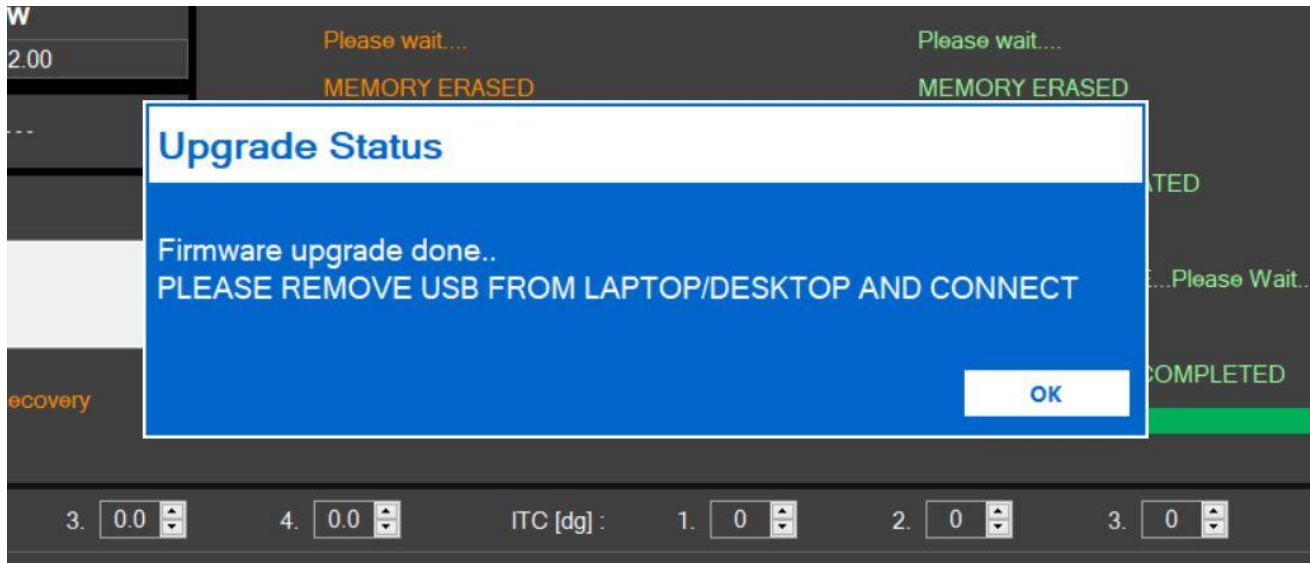 W
2.00
Please wait....
MEMORY ERASED
Please wait....
MEMORY ERASED
---
Upgrade Status
Firmware upgrade done..
PLEASE REMOVE USB FROM LAPTOP/DESKTOP AND CONNECT
OK
ATED
E...Please Wait..
COMPLETED
ecovery
3. 0.0
4. 0.0
ITC [dg] :
1. 0
2. 0
3. 0